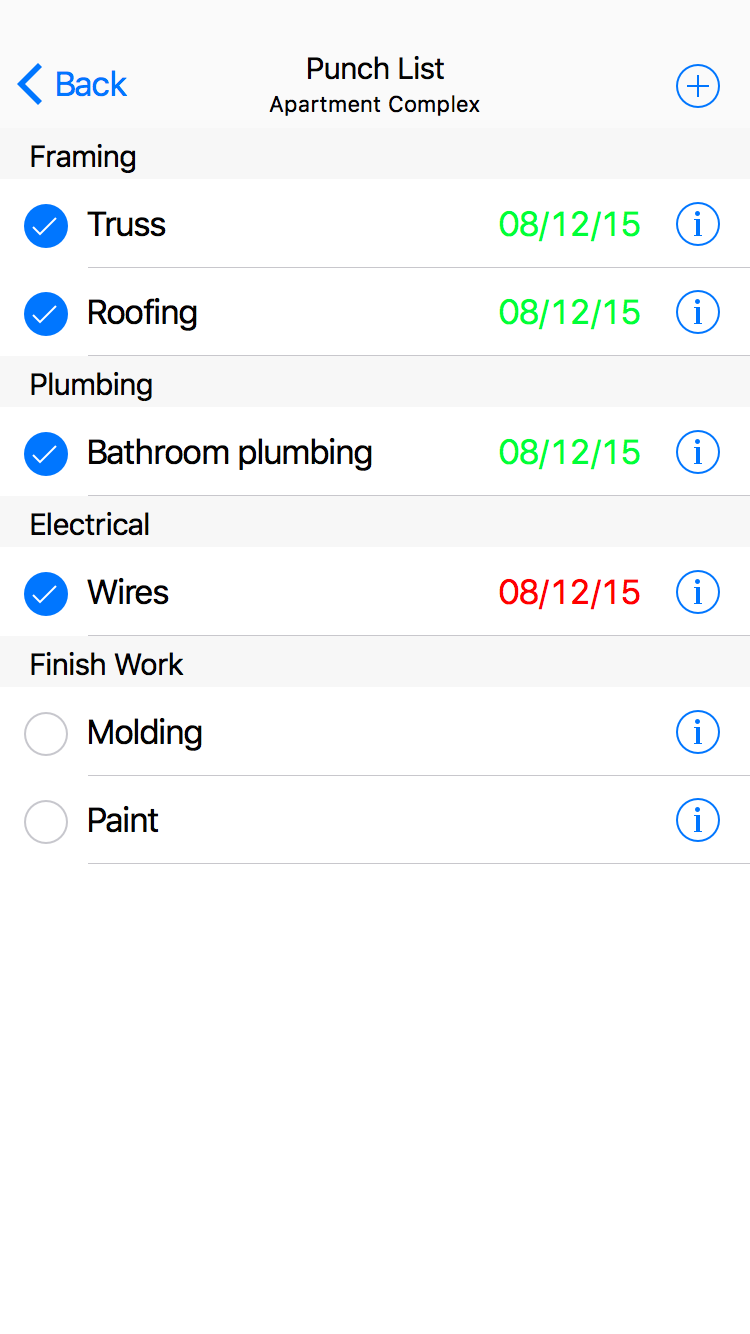 Back
Punch List
Apartment Complex
Framing
Truss 08/12/15
Roofing 08/12/15
Plumbing
Bathroom plumbing 08/12/15
Electrical
Wires 08/12/15
Finish Work
Molding
Paint